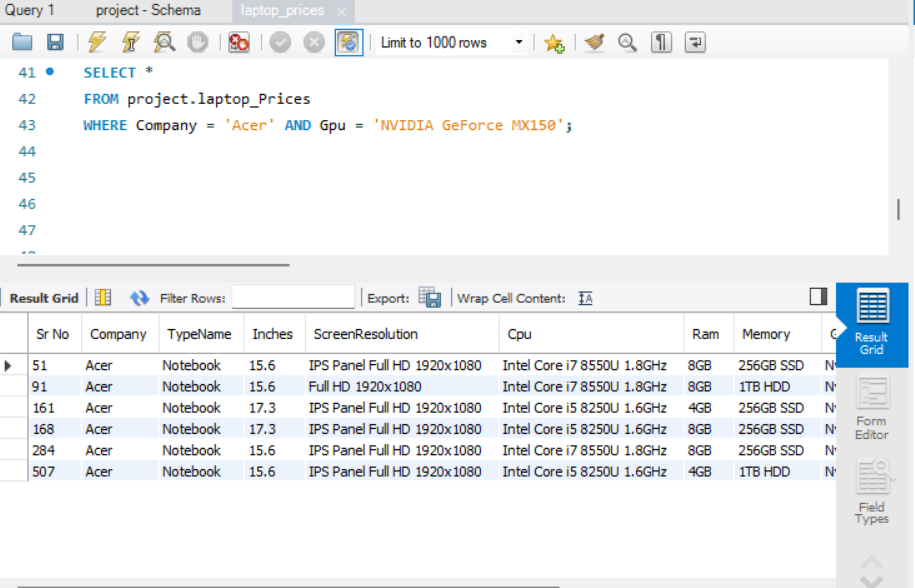 Query 1 project - Schema laptop_prices
Limit to 1000 rows
41 SELECT *
42 FROM project.laptop_Prices
43 WHERE Company = 'Acer' AND Gpu = 'NVIDIA GeForce MX150';
44
45
46
47
Result Grid Filter Rows: Export: Wrap Cell Content:
Sr No Company TypeName Inches ScreenResolution Cpu Ram Memory
51 Acer Notebook 15.6 IPS Panel Full HD 1920x1080 Intel Core i7 8550U 1.8GHz 8GB 256GB SSD
91 Acer Notebook 15.6 Full HD 1920x1080 Intel Core i7 8550U 1.8GHz 8GB 1TB HDD
161 Acer Notebook 17.3 IPS Panel Full HD 1920x1080 Intel Core i5 8250U 1.6GHz 4GB 256GB SSD
168 Acer Notebook 17.3 IPS Panel Full HD 1920x1080 Intel Core i5 8250U 1.6GHz 8GB 256GB SSD
284 Acer Notebook 15.6 IPS Panel Full HD 1920x1080 Intel Core i7 8550U 1.8GHz 8GB 256GB SSD
507 Acer Notebook 15.6 IPS Panel Full HD 1920x1080 Intel Core i5 8250U 1.6GHz 4GB 1TB HDD
Result
Grid
Form
Editor
Field
Types